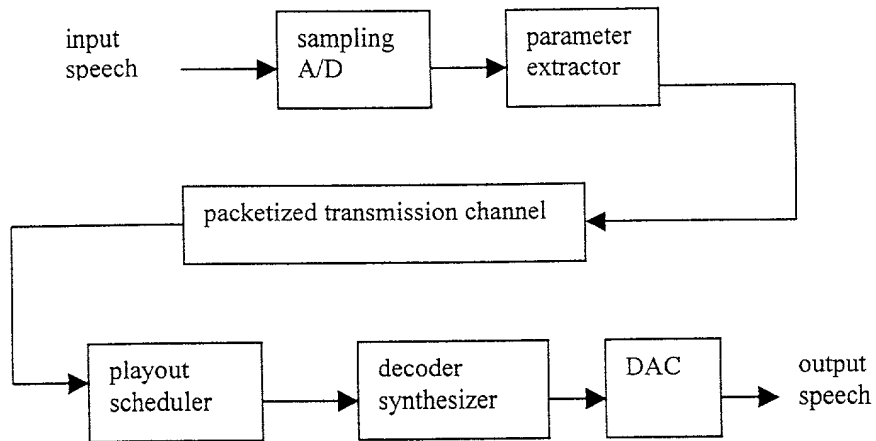 input
speech
sampling
A/D
parameter
extractor
packetized transmission channel
playout
scheduler
decoder
synthesizer
DAC
output
speech